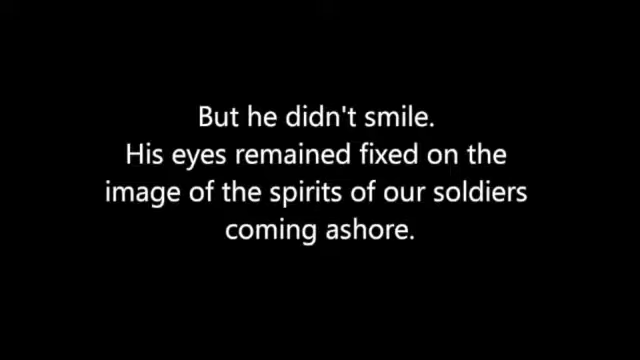 But he didn't smile.
His eyes remained fixed on the
image of the spirits of our soldiers
coming ashore.